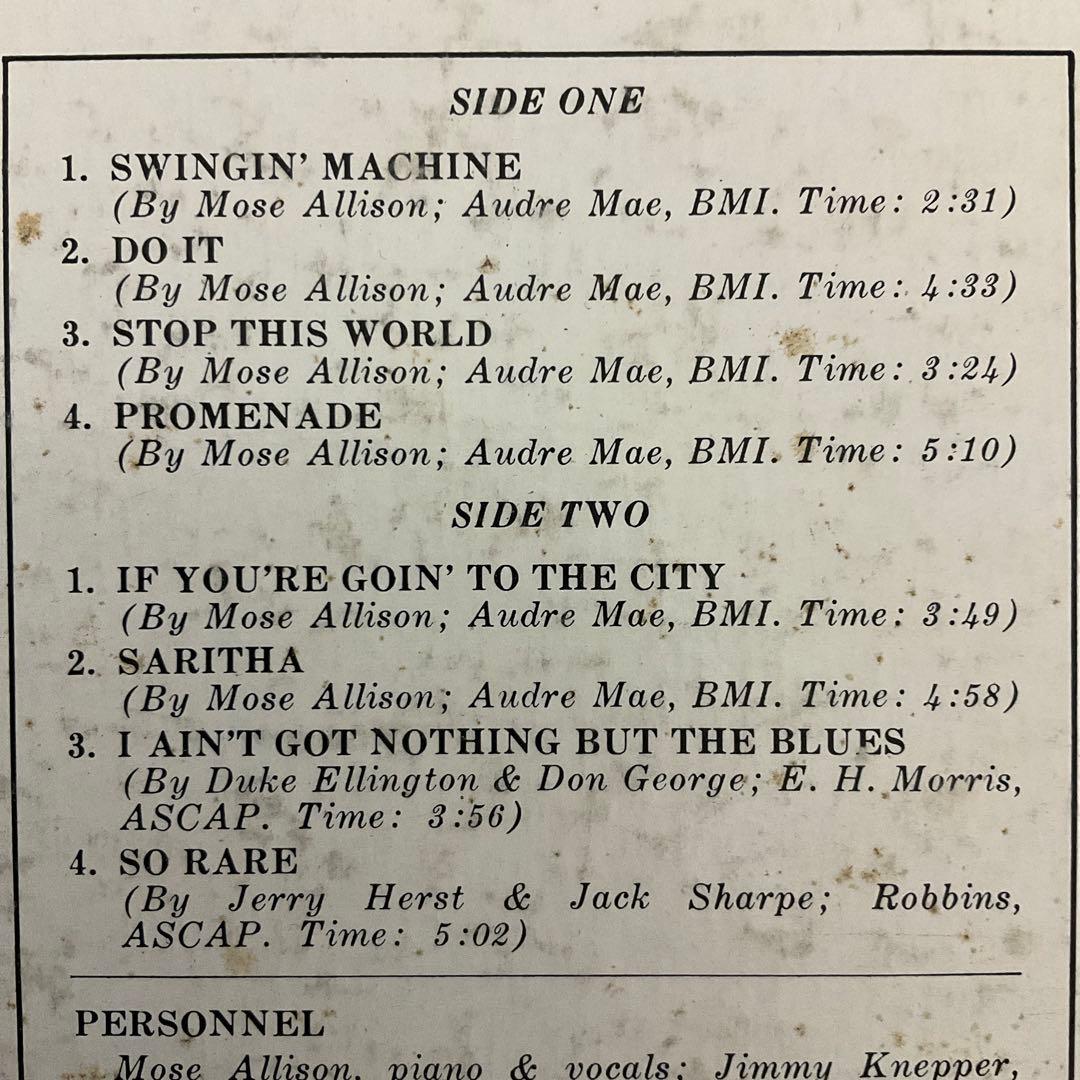 SIDE ONE
1. SWINGIN' MACHINE
(By Mose Allison; Audre Mae, BMI. Time: 2:31)
2. DO IT
(By Mose Allison; Audre Mae, BMI. Time: 4:33)
3. STOP THIS WORLD
(By Mose Allison; Audre Mae, BMI. Time: 3:24)
4. PROMENADE
(By Mose Allison; Audre Mae, BMI. Time: 5:10)
SIDE TWO
1. IF YOU'RE GOIN' TO THE CITY
(By Mose Allison; Audre Mae, BMI. Time: 3:49)
2. SARITHA
(By Mose Allison; Audre Mae, BMI. Time: 4:58)
3. I AIN'T GOT NOTHING BUT THE BLUES
(By Duke Ellington & Don George; E. H. Morris,
ASCAP. Time: 3:56)
4. SO RARE
(By Jerry Herst & Jack Sharpe; Robbins,
ASCAP. Time: 5:02)
PERSONNEL
Mose Allison, piano & vocals; Jimmy Knepper,